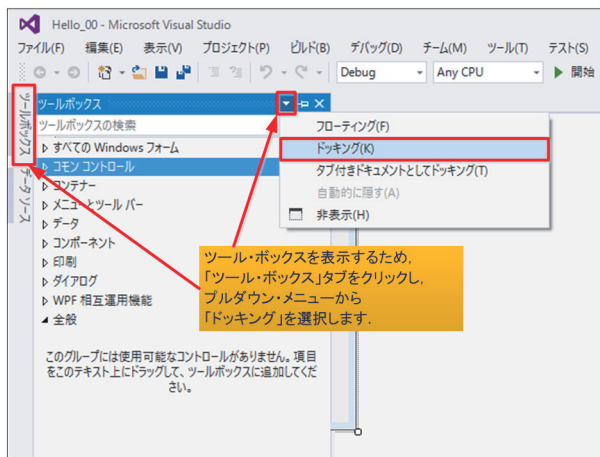 Hello_00 - Microsoft Visual Studio
ファイル(F) 編集(E) 表示(V) プロジェクト(P) ビルド(B) デバッグ(D) チーム(M) ツール(T) テスト(S)
Debug Any CPU 開始
ツールボックス
データ ソース
ツールボックス
ツールボックスの検索
すべての Windows フォーム
コモン コントロール
コンテナー
メニューとツール バー
データ
コンポーネント
印刷
ダイアログ
WPF 相互運用機能
全般
このグループには使用可能なコントロールがありません。項目
をこのテキスト上にドラッグして、ツールボックスに追加してくだ
さい。
フローティング(F)
ドッキング(K)
タブ付きドキュメントとしてドッキング(T)
自動的に隠す(A)
非表示(H)
ツール・ボックスを表示するため,
「ツール・ボックス」タブをクリックし,
プルダウン・メニューから
「ドッキング」を選択します.